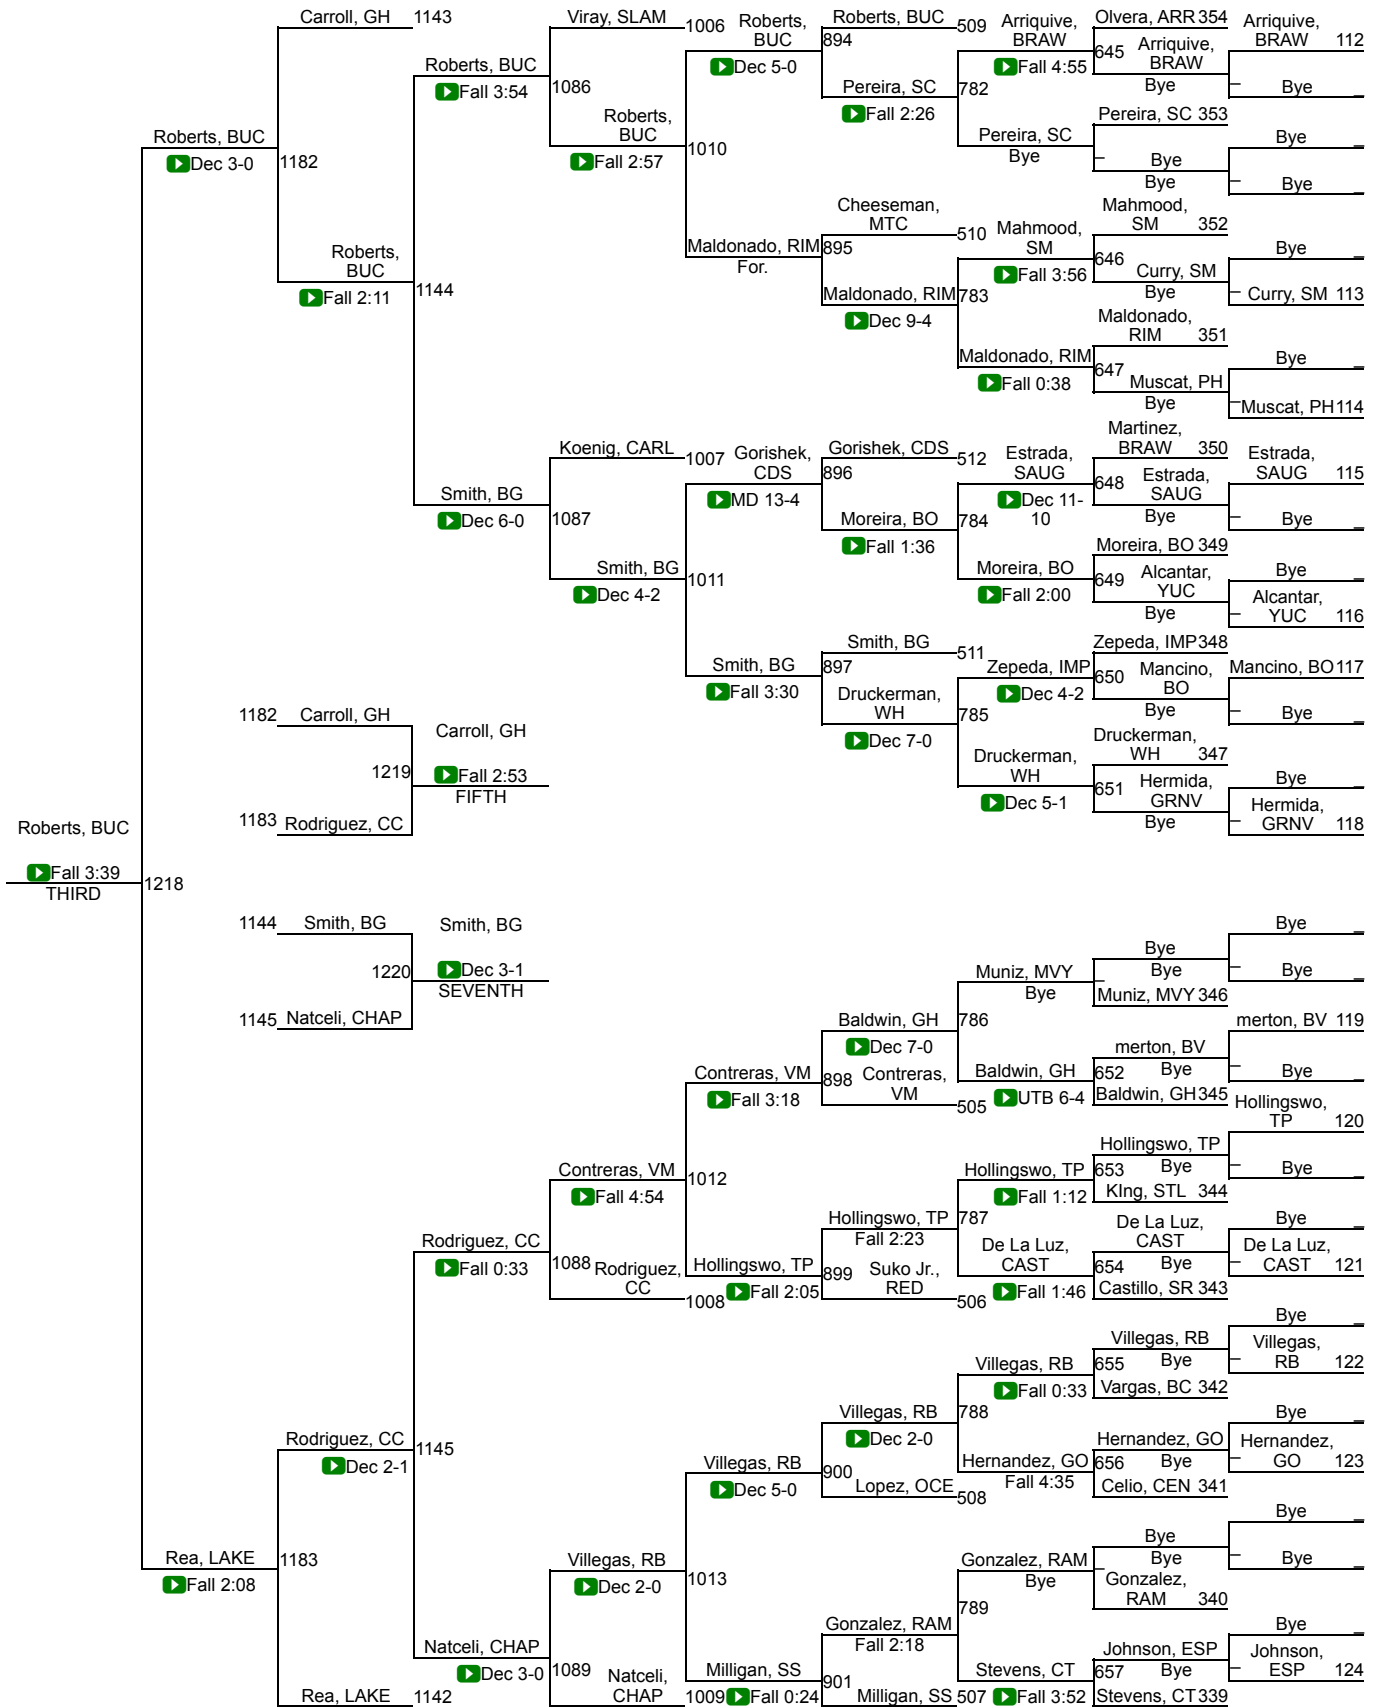 Carroll, GH 1143
Viray, SLAM 1006
Roberts, BUC
Dec 5-0
Roberts, BUC 509
894
Arriquive, BRAW
Fall 4:55
Olvera, ARR 354
645 Arriquive, BRAW
Bye
Arriquive, BRAW 112
Bye _
Roberts, BUC
Fall 3:54
1086
Pereira, SC
Fall 2:26
782
Pereira, SC 353
Bye _
Roberts, BUC
Fall 2:57
Pereira, SC
Bye
_ Bye
Bye
_ Bye _
Roberts, BUC
Dec 3-0
1182
1010
Cheeseman, MTC 510
Mahmood, SM
Fall 3:56
Mahmood, SM 352
646 Curry, SM
Bye
Bye _
_ Curry, SM 113
Roberts, BUC
Fall 2:11
1144
Maldonado, RIM
For.
895
Maldonado, RIM
Dec 9-4
783
Maldonado, RIM 351
Maldonado, RIM
Fall 0:38
647 Muscat, PH
Bye
Bye _
_ Muscat, PH 114
Koenig, CARL 1007
Gorishek, CDS
MD 13-4
Gorishek, CDS 512
896
Estrada, SAUG
Dec 11-10
Martinez, BRAW 350
648 Estrada, SAUG
Bye
Estrada, SAUG 115
_ Bye _
Smith, BG
Dec 6-0
1087
Moreira, BO
Fall 1:36
784
Moreira, BO 349
Smith, BG
Dec 4-2
1011
Moreira, BO
Fall 2:00
649 Alcantar, YUC
Bye
Bye _
_ Alcantar, YUC 116
Smith, BG
Fall 3:30
Smith, BG 511
897
Zepeda, IMP
Dec 4-2
Zepeda, IMP 348
650 Mancino, BO
Bye
Mancino, BO 117
_ Bye _
Druckerman, WH
Dec 7-0
785
Druckerman, WH 347
Druckerman, WH
Dec 5-1
651 Hermida, GRNV
Bye
Bye _
_ Hermida, GRNV 118
1182 Carroll, GH
Carroll, GH
1219
Fall 2:53
FIFTH
1183 Rodriguez, CC
Roberts, BUC
Fall 3:39
THIRD
1218
1144 Smith, BG
Smith, BG
1220
Dec 3-1
SEVENTH
1145 Natceli, CHAP
Muniz, MVY
Bye
Bye
_ Bye
Muniz, MVY 346
Bye _
_ Bye _
Baldwin, GH
Dec 7-0
786
merton, BV
merton, BV 119
Contreras, VM
Fall 3:18
898 Contreras, VM 505
Baldwin, GH
UTB 6-4
652 Bye
Baldwin, GH 345
_ Bye _
Contreras, VM
Fall 4:54
1012
Hollingswo, TP
Fall 1:12
Hollingswo, TP
653 Bye
KIng, STL 344
Hollingswo, TP 120
_ Bye _
Rodriguez, CC
Fall 0:33
1088 Rodriguez, CC 1008
Hollingswo, TP
Fall 2:05
Hollingswo, TP
Fall 2:23
787
899 Suko Jr., RED 506
De La Luz, CAST
Fall 1:46
De La Luz, CAST
654 Bye
Castillo, SR 343
Bye _
_ De La Luz, CAST 121
Villegas, RB
Fall 0:33
Villegas, RB
655 Bye
Vargas, BC 342
Bye _
_ Villegas, RB 122
Rodriguez, CC
Dec 2-1
1145
Villegas, RB
Dec 5-0
Villegas, RB
Dec 2-0
788
900
Lopez, OCE 508
Hernandez, GO
Fall 4:35
Hernandez, GO
656 Bye
Celio, CEN 341
Bye _
_ Hernandez, GO 123
Rea, LAKE
Fall 2:08
1183
Villegas, RB
Dec 2-0
1013
Gonzalez, RAM
Bye
Bye
_ Bye
Gonzalez, RAM 340
Bye _
_ Bye _
Natceli, CHAP
Dec 3-0
1089 Natceli, CHAP 1009
Gonzalez, RAM
Fall 2:18
789
Rea, LAKE 1142
Milligan, SS
Fall 0:24
901
Milligan, SS 507
Stevens, CT
Fall 3:52
Johnson, ESP
657 Bye
Stevens, CT 339
Bye _
_ Johnson, ESP 124